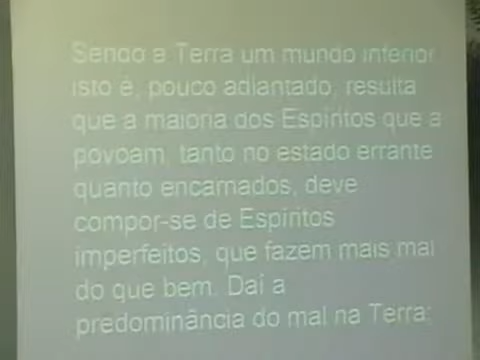 Sendo a Terra um mundo inferior
isto é, pouco adiantado, resulta
que a maioria dos Espíritos que a
povoam, tanto no estado errante
quanto encarnados, deve
compor-se de Espíritos
imperfeitos, que fazem mais mal
do que bem. Daí a
predominância do mal na Terra;